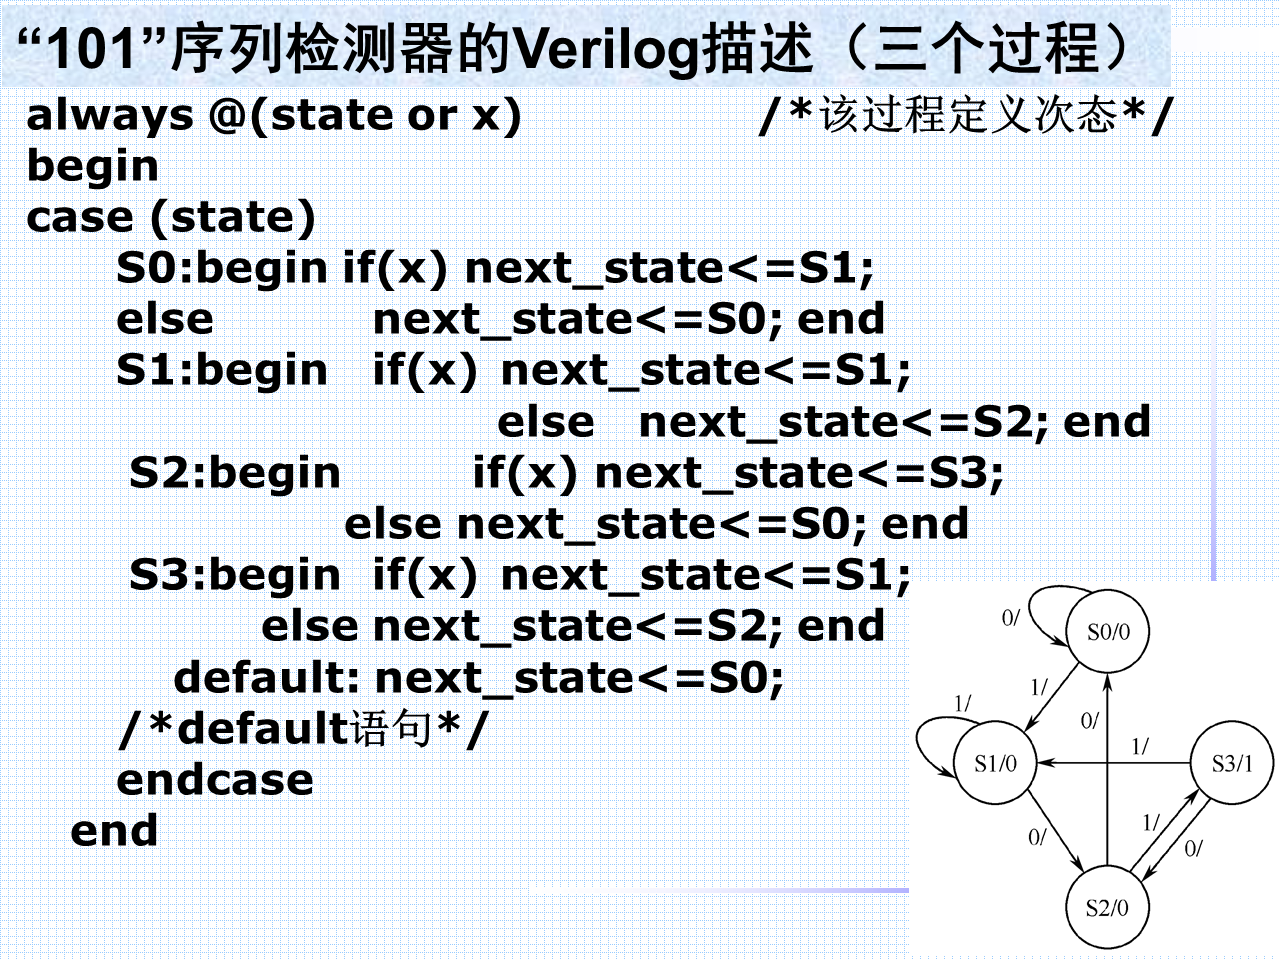 “101”序列检测器的Verilog描述（三个过程）
always @(state or x) /*该过程定义次态*/
begin
case (state)
S0:begin if(x) next_state<=S1;
else next_state<=S0; end
S1:begin if(x) next_state<=S1;
else next_state<=S2; end
S2:begin if(x) next_state<=S3;
else next_state<=S0; end
S3:begin if(x) next_state<=S1;
else next_state<=S2; end
default: next_state<=S0;
/*default语句*/
endcase
end
0/
S0/0
1/
1/
0/
1/
S1/0
S3/1
0/
1/
0/
S2/0